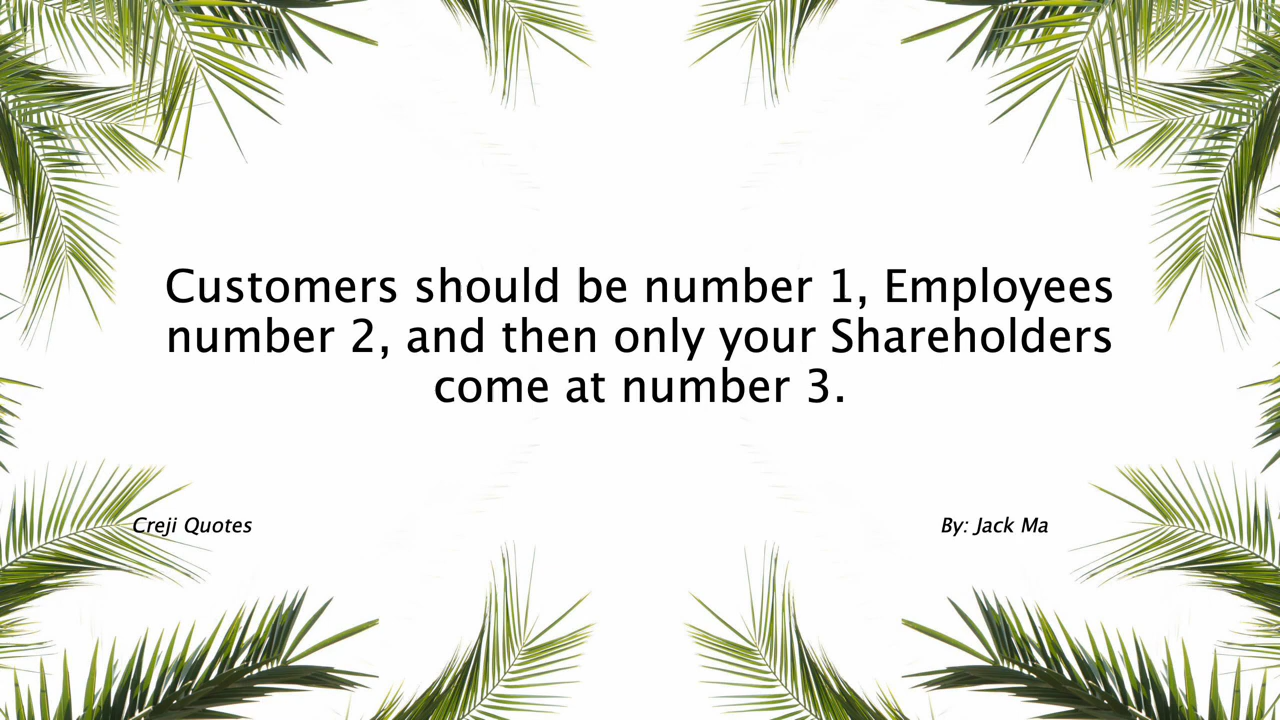 Customers should be number 1, Employees
number 2, and then only your Shareholders
come at number 3.
Creji Quotes
By: Jack Ma